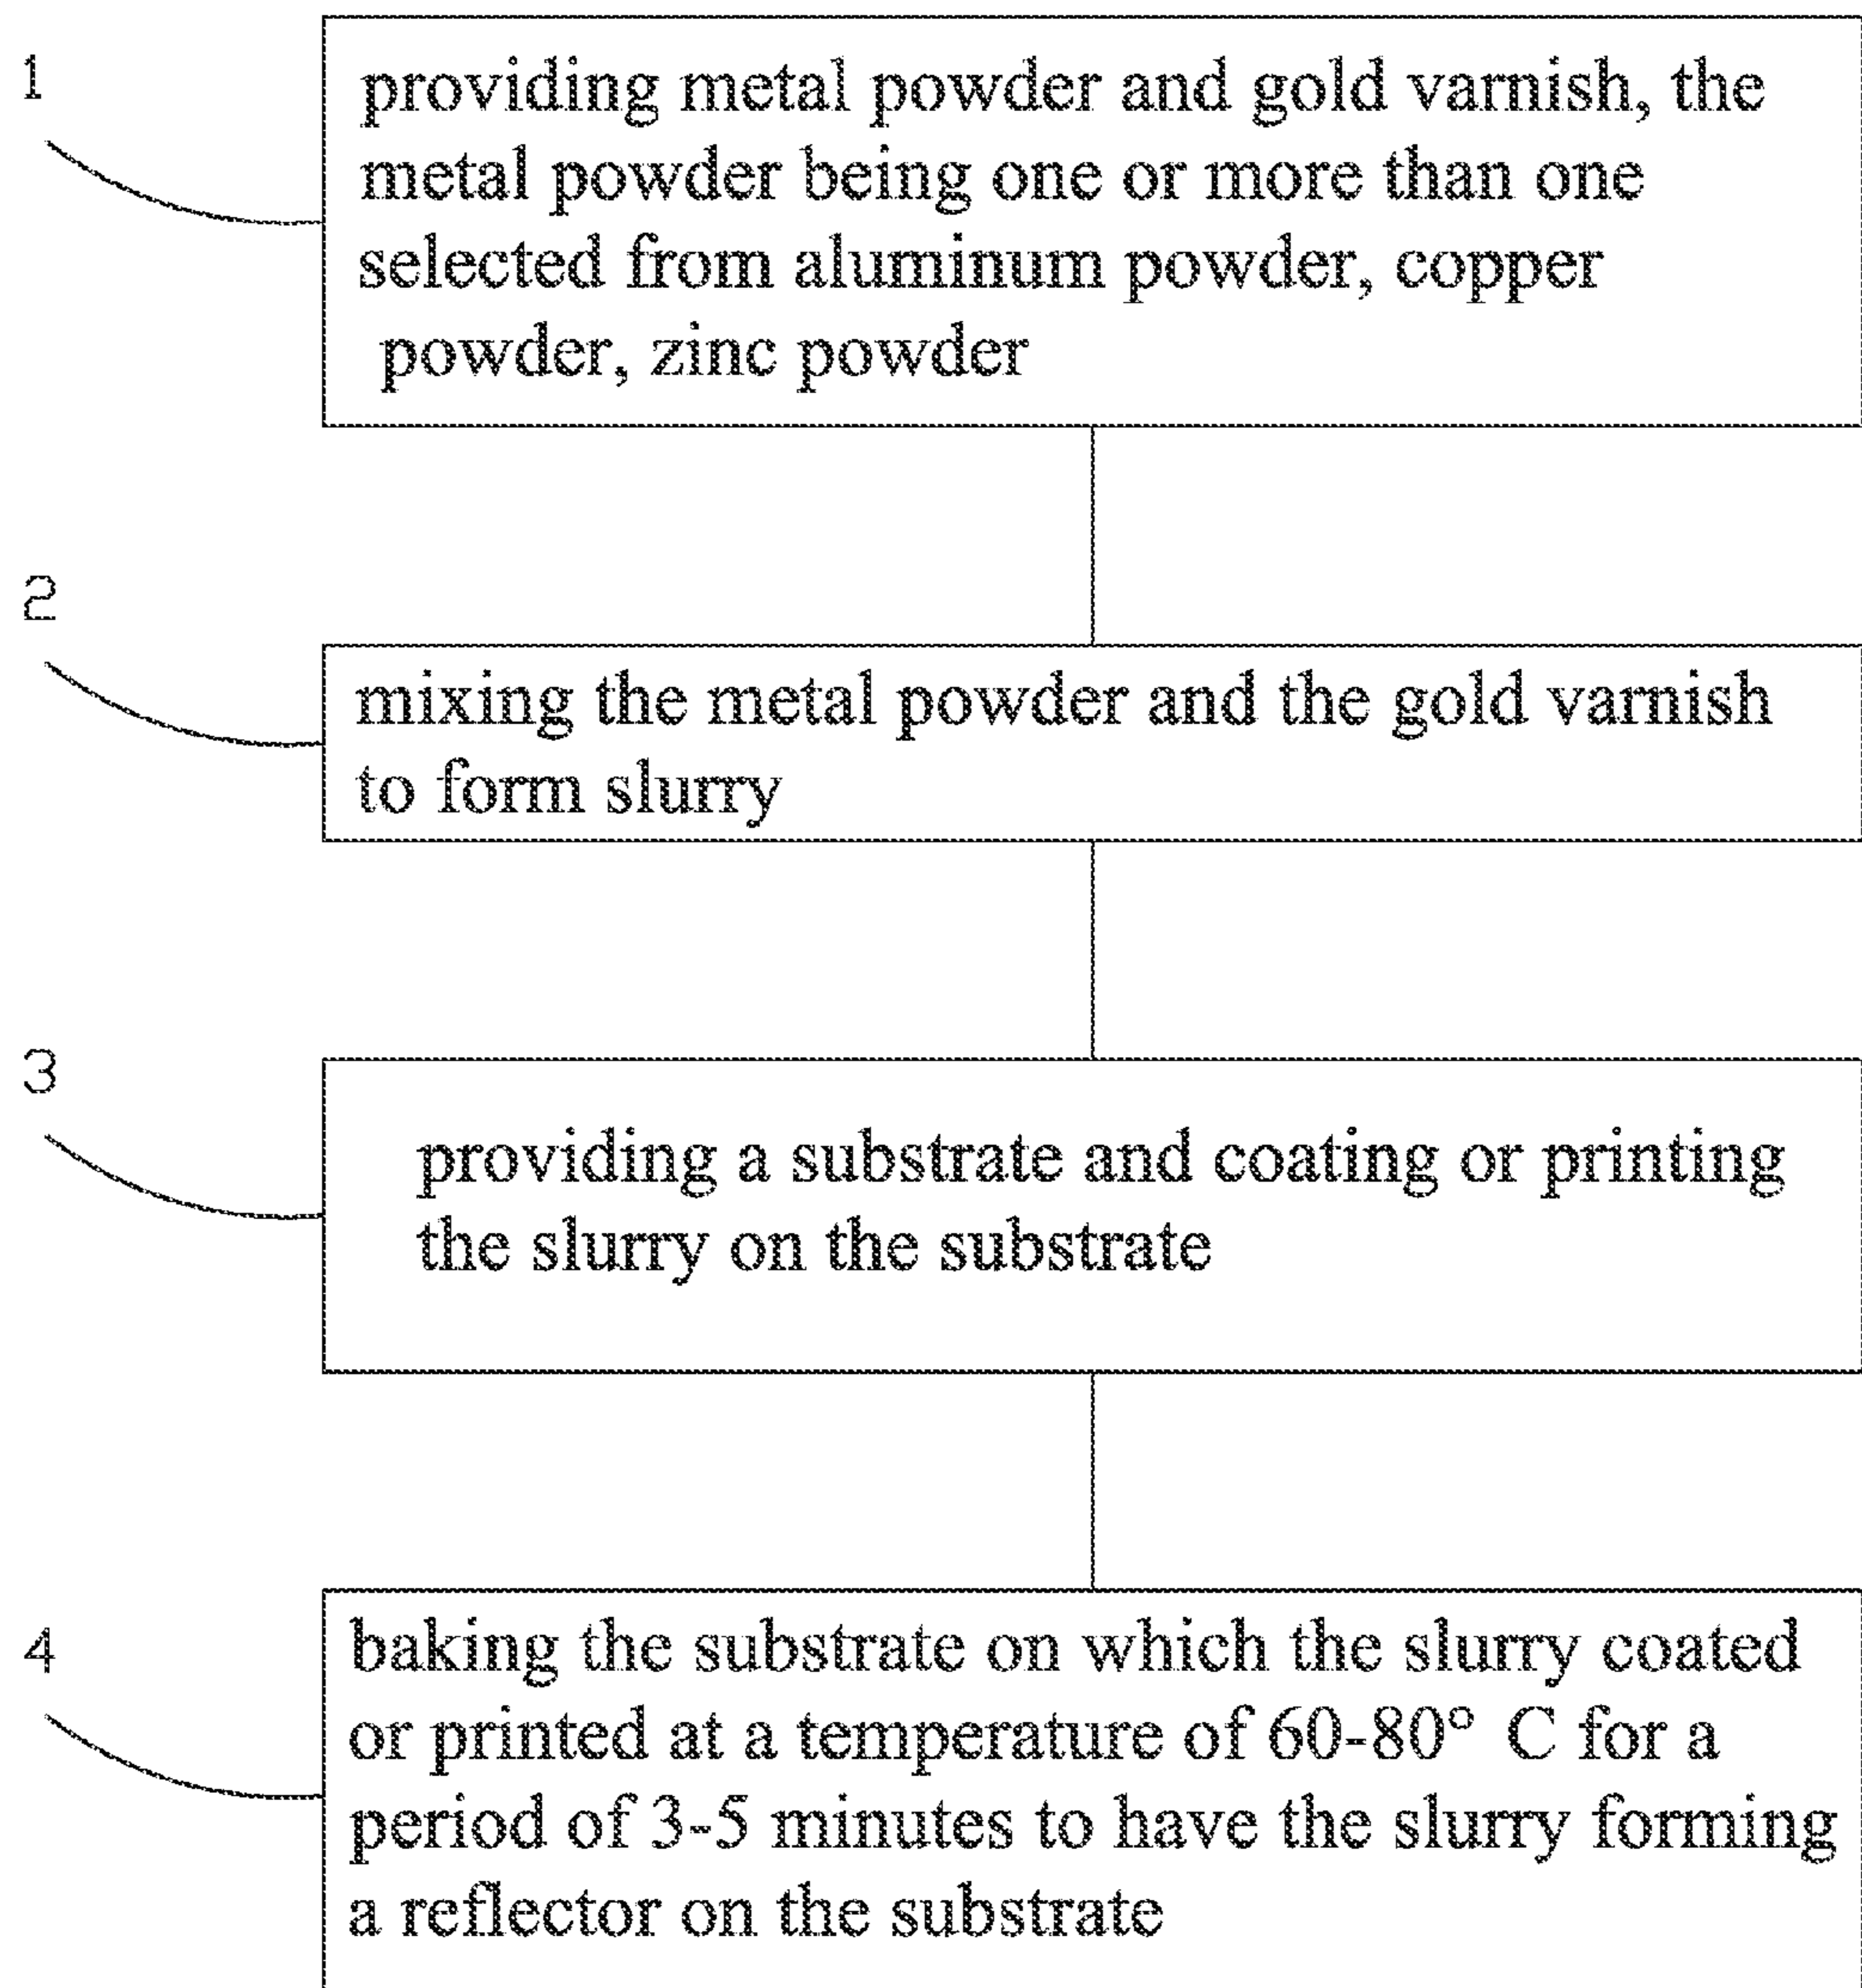 1
providing metal powder and gold varnish, the
metal powder being one or more than one
selected from aluminum powder, copper
powder, zinc powder
2
mixing the metal powder and the gold varnish
to form slurry
3
providing a substrate and coating or printing
the slurry on the substrate
4
baking the substrate on which the slurry coated
or printed at a temperature of 60-80° C for a
period of 3-5 minutes to have the slurry forming
a reflector on the substrate